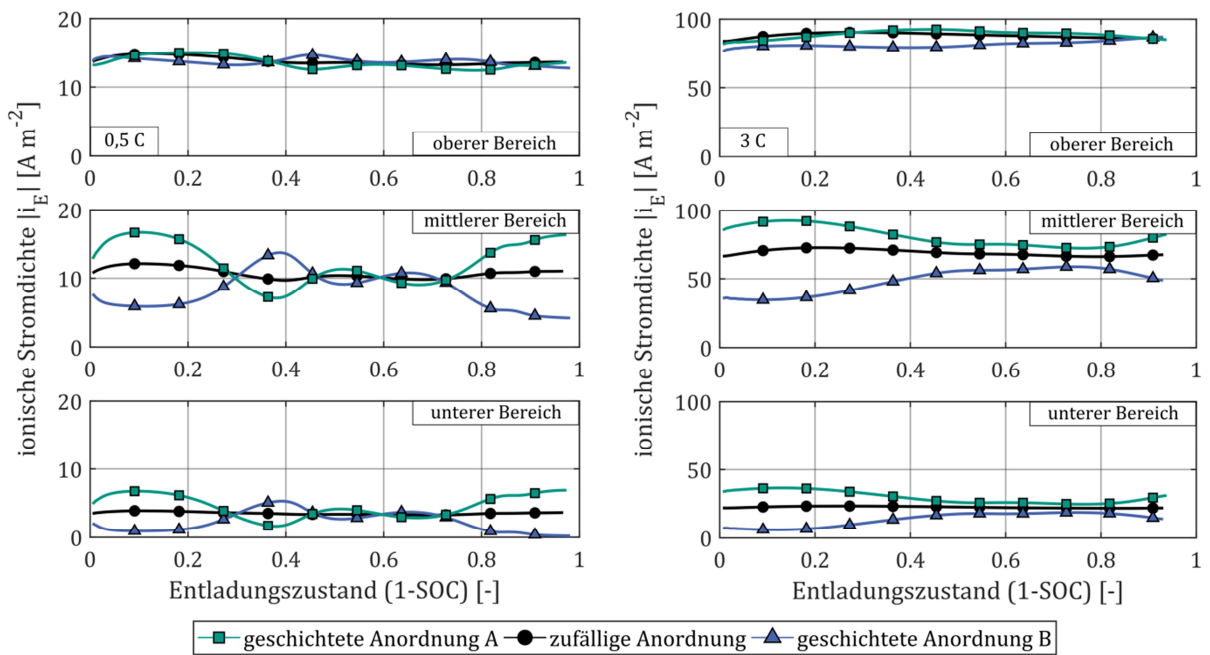 ionische Stromdichte |i_E| [A m⁻²]
20
10
0
0,5 C
oberer Bereich
0 0.2 0.4 0.6 0.8 1
20
10
0
mittlerer Bereich
0 0.2 0.4 0.6 0.8 1
20
10
0
unterer Bereich
0 0.2 0.4 0.6 0.8 1
Entladungszustand (1-SOC) [-]
ionische Stromdichte |i_E| [A m⁻²]
100
50
0
3 C
oberer Bereich
0 0.2 0.4 0.6 0.8 1
100
50
0
mittlerer Bereich
0 0.2 0.4 0.6 0.8 1
100
50
0
unterer Bereich
0 0.2 0.4 0.6 0.8 1
Entladungszustand (1-SOC) [-]
geschichtete Anordnung A zufällige Anordnung geschichtete Anordnung B